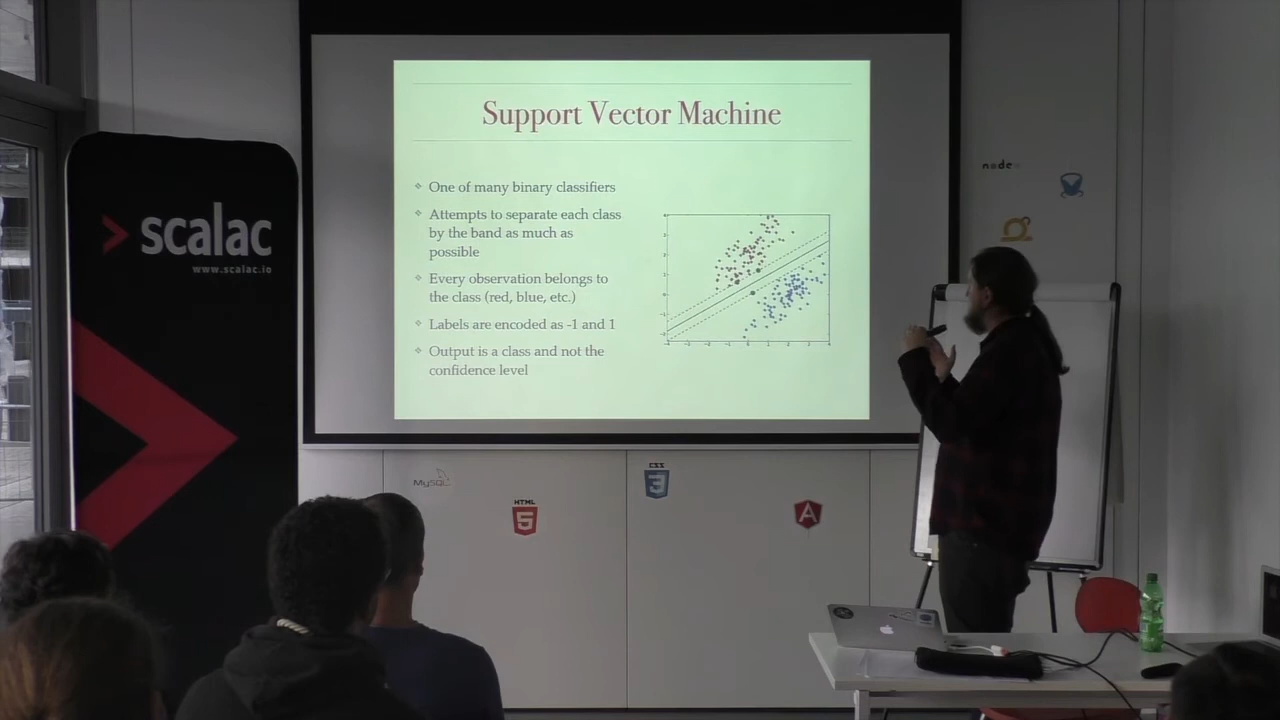 Support Vector Machine
One of many binary classifiers
Attempts to separate each class
by the band as much as
possible
Every observation belongs to
the class (red, blue, etc.)
Labels are encoded as -1 and 1
Output is a class and not the
confidence level
scalac
www.scalac.io
node
MySQL
HTML
5
CSS
3
A